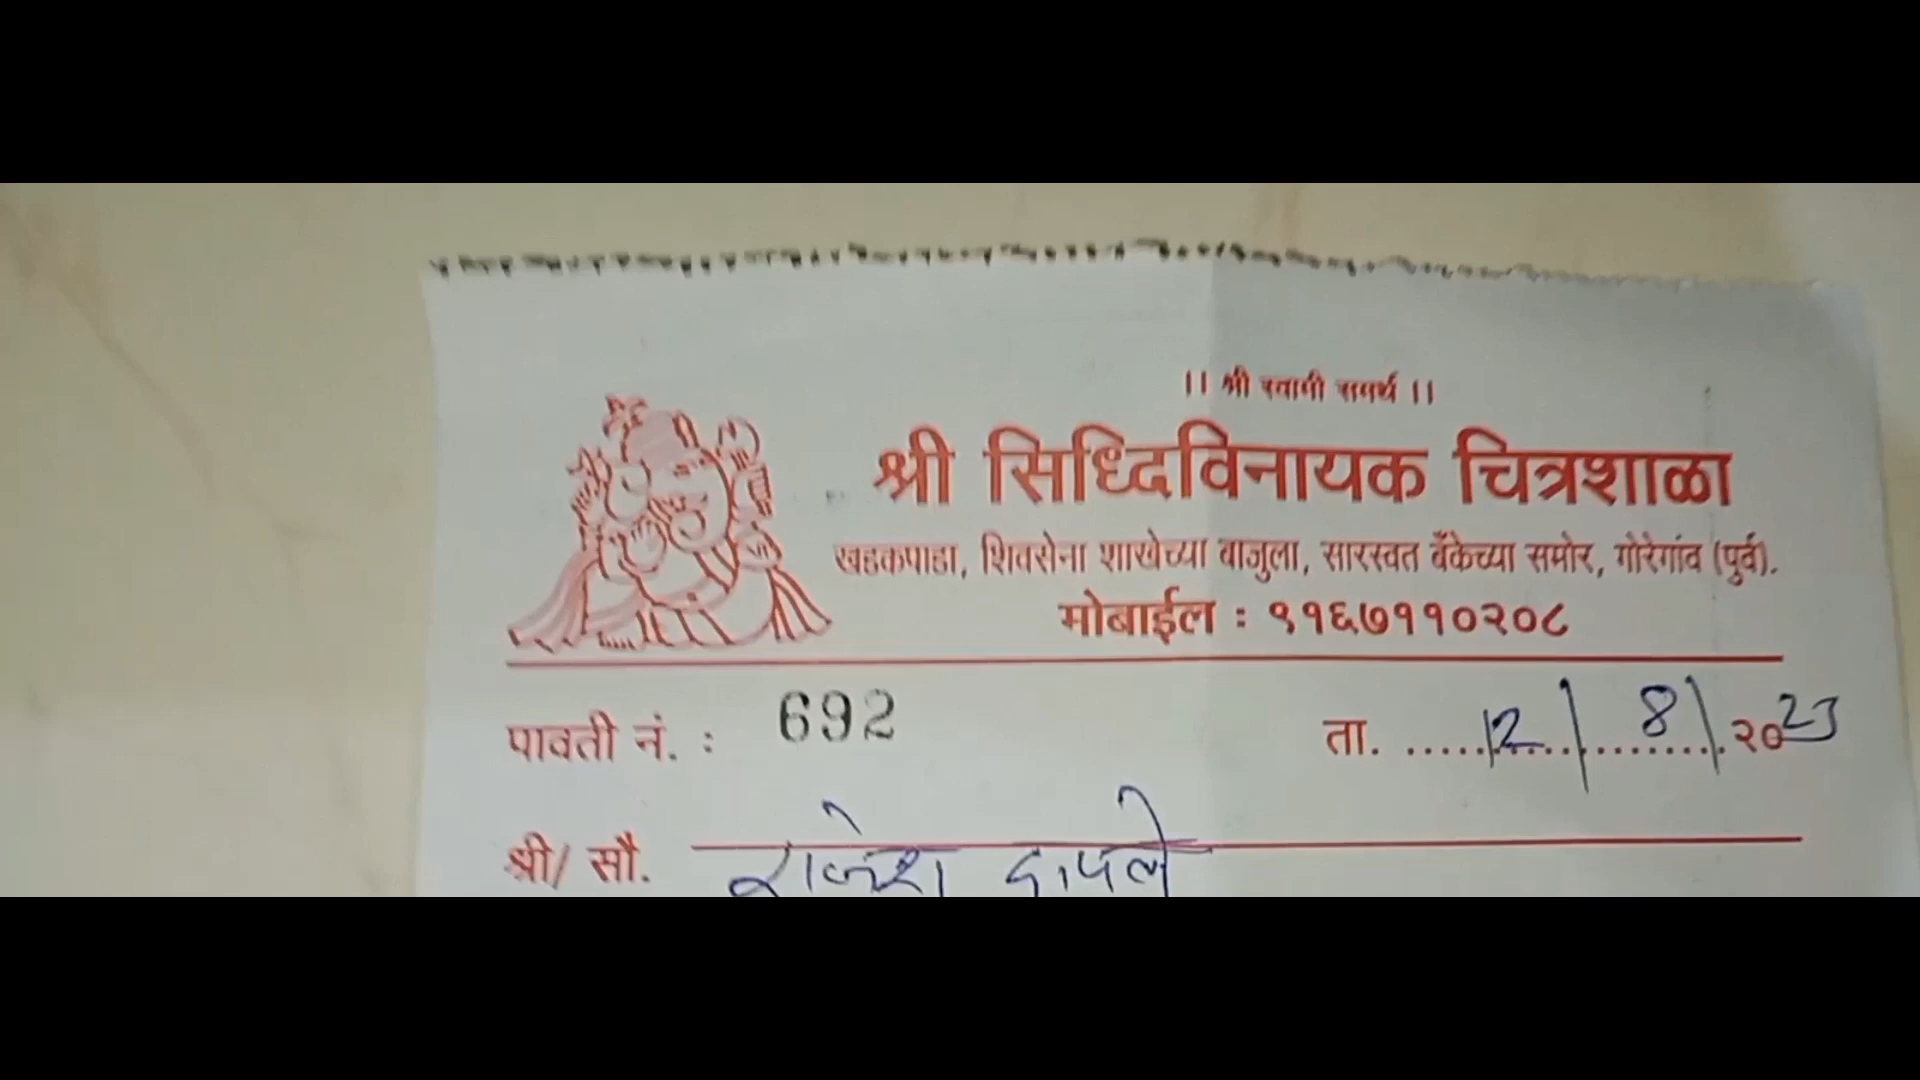 ।। श्री स्वामी समर्थ ।।
श्री सिध्दिविनायक चित्रशाळा
खडकपाडा, शिवसेना शाखेच्या बाजुला, सारस्वत बँकेच्या समोर, गोरेगांव (पुर्व).
मोबाईल : ९१६७११०२०८
पावती नं. : 692 ता. ......12/......8/.२०23
श्री/ सौ. राजेश